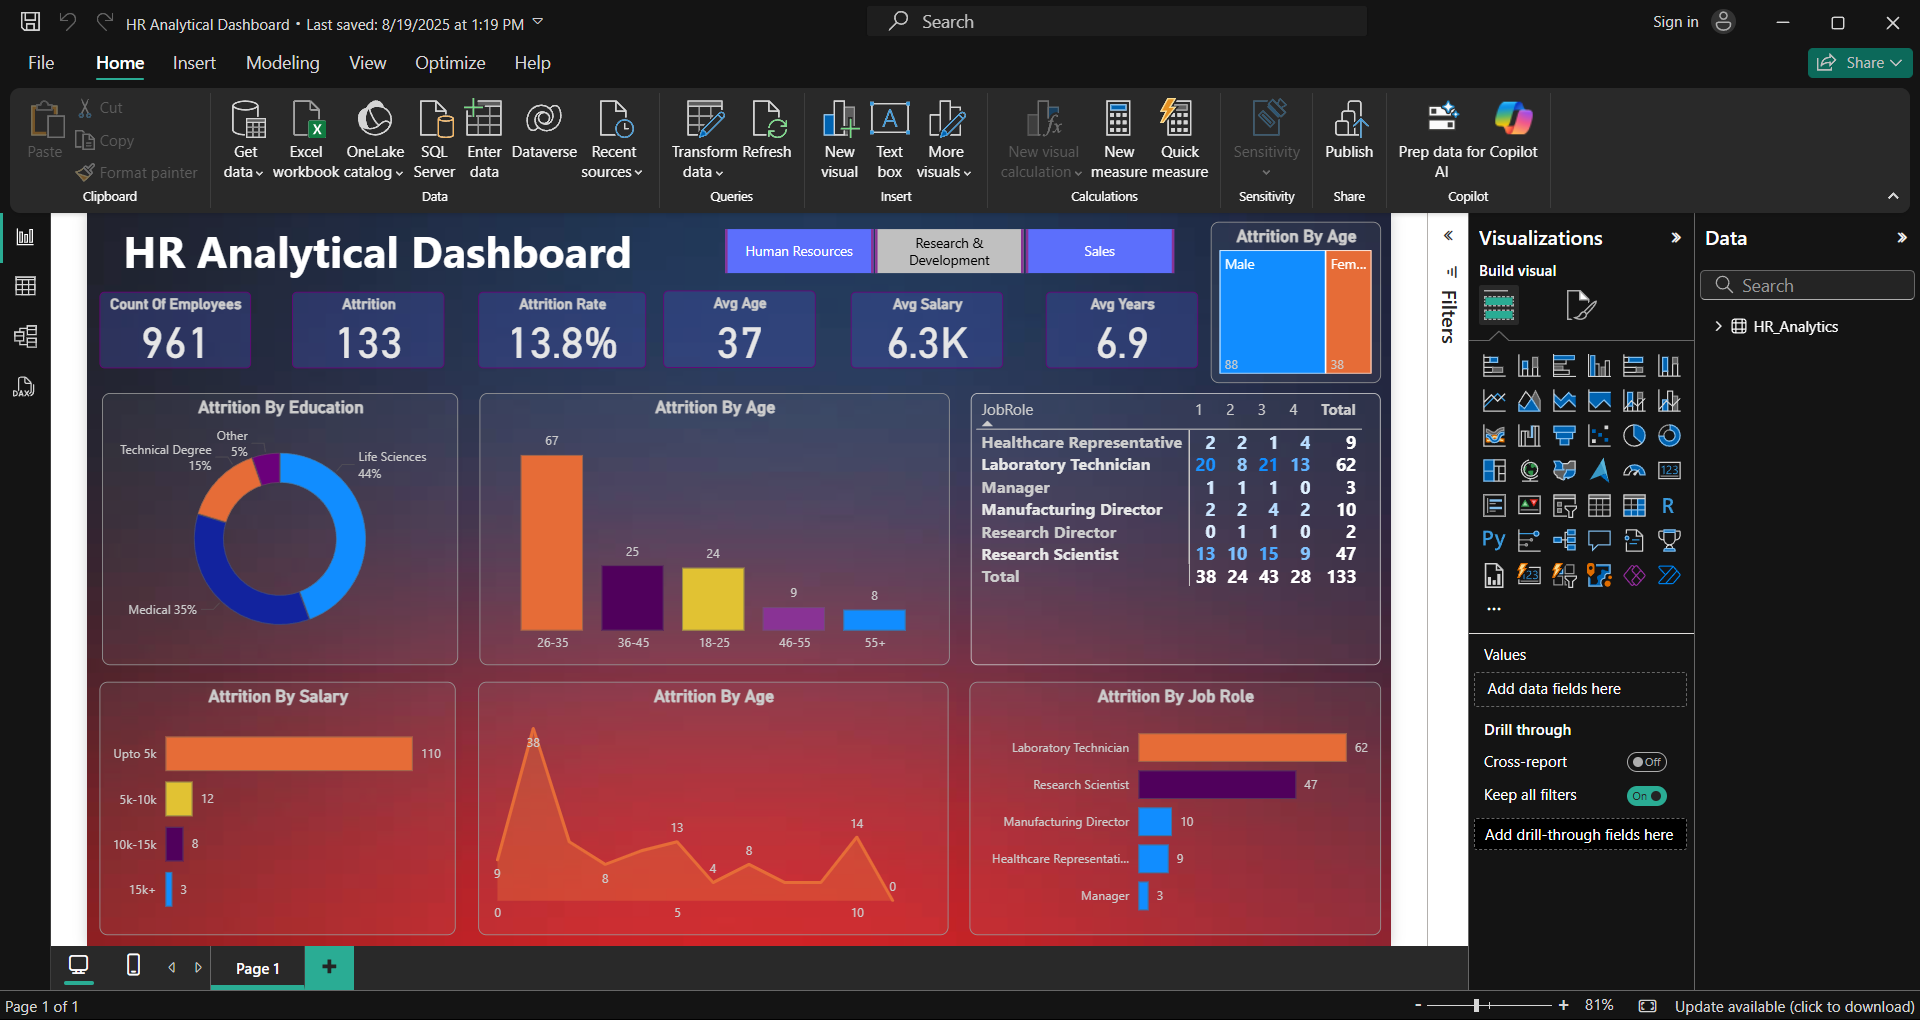 HR Analytical Dashboard • Last saved: 8/19/2025 at 1:19 PM
Search
Sign in
File Home Insert Modeling View Optimize Help
Share
Paste
Cut
Copy
Format painter
Clipboard
Get data
Excel workbook
OneLake catalog
SQL Server
Enter data
Dataverse
Recent sources
Data
Transform data
Refresh
Queries
New visual
Text box
More visuals
Insert
New visual calculation
New measure
Quick measure
Calculations
Sensitivity
Sensitivity
Publish
Share
Prep data for AI
Copilot
Copilot
HR Analytical Dashboard
Human Resources
Research & Development
Sales
Count Of Employees
961
Attrition
133
Attrition Rate
13.8%
Avg Age
37
Avg Salary
6.3K
Avg Years
6.9
Attrition By Age
Male
Fem...
88
38
Attrition By Education
Other
5%
Technical Degree
15%
Life Sciences
44%
Medical 35%
Attrition By Age
67
25
24
9
8
26-35
36-45
18-25
46-55
55+
JobRole 1 2 3 4 Total
Healthcare Representative 2 2 1 4 9
Laboratory Technician 20 8 21 13 62
Manager 1 1 1 0 3
Manufacturing Director 2 2 4 2 10
Research Director 0 1 1 0 2
Research Scientist 13 10 15 9 47
Total 38 24 43 28 133
Attrition By Salary
Upto 5k 110
5k-10k 12
10k-15k 8
15k+ 3
Attrition By Age
38
9
8
13
4
8
14
0
0
5
10
Attrition By Job Role
Laboratory Technician 62
Research Scientist 47
Manufacturing Director 10
Healthcare Representati... 9
Manager 3
Filters
Visualizations
Build visual
R
Py
123
123
...
Values
Add data fields here
Drill through
Cross-report Off
Keep all filters On
Add drill-through fields here
Data
Search
HR_Analytics
DAX
Page 1
Page 1 of 1
- + 81%
Update available (click to download)